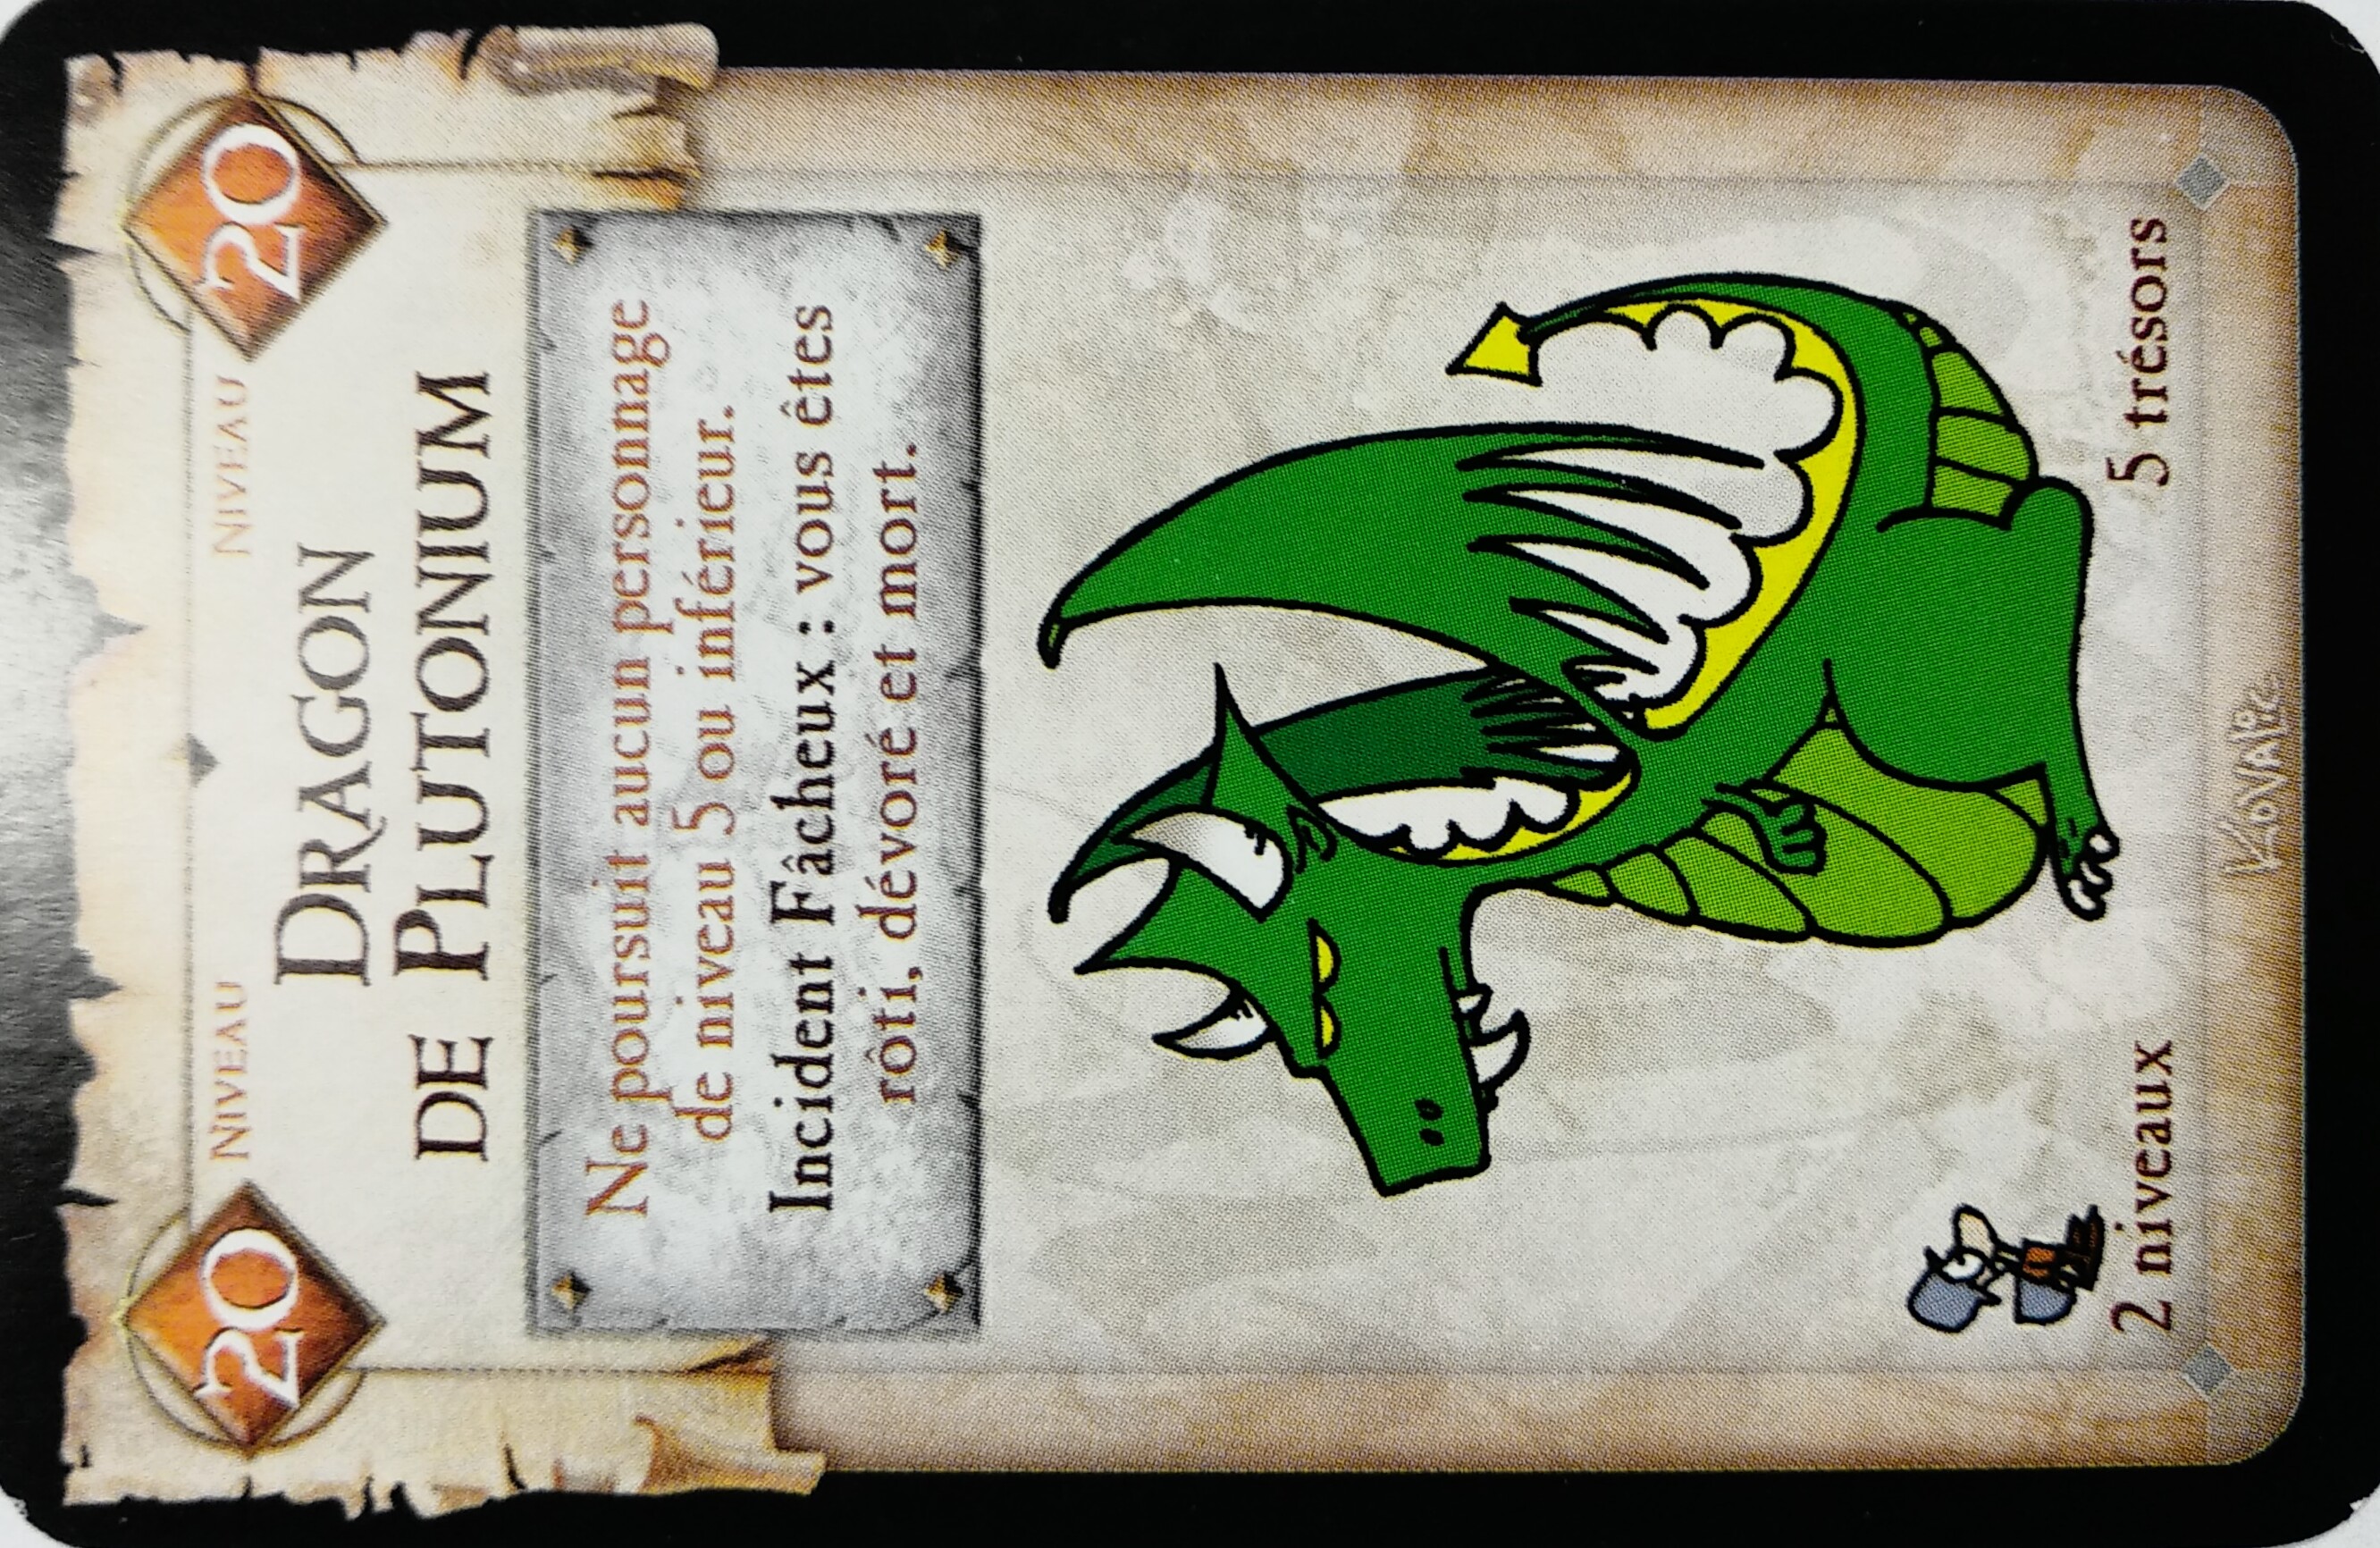 20 NIVEAU NIVEAU 20
DRAGON
DE PLUTONIUM
Ne poursuit aucun personnage
de niveau 5 ou inférieur.
Incident Fâcheux : vous êtes
rôti, dévoré et mort.
2 niveaux 5 trésors
KOVALIC